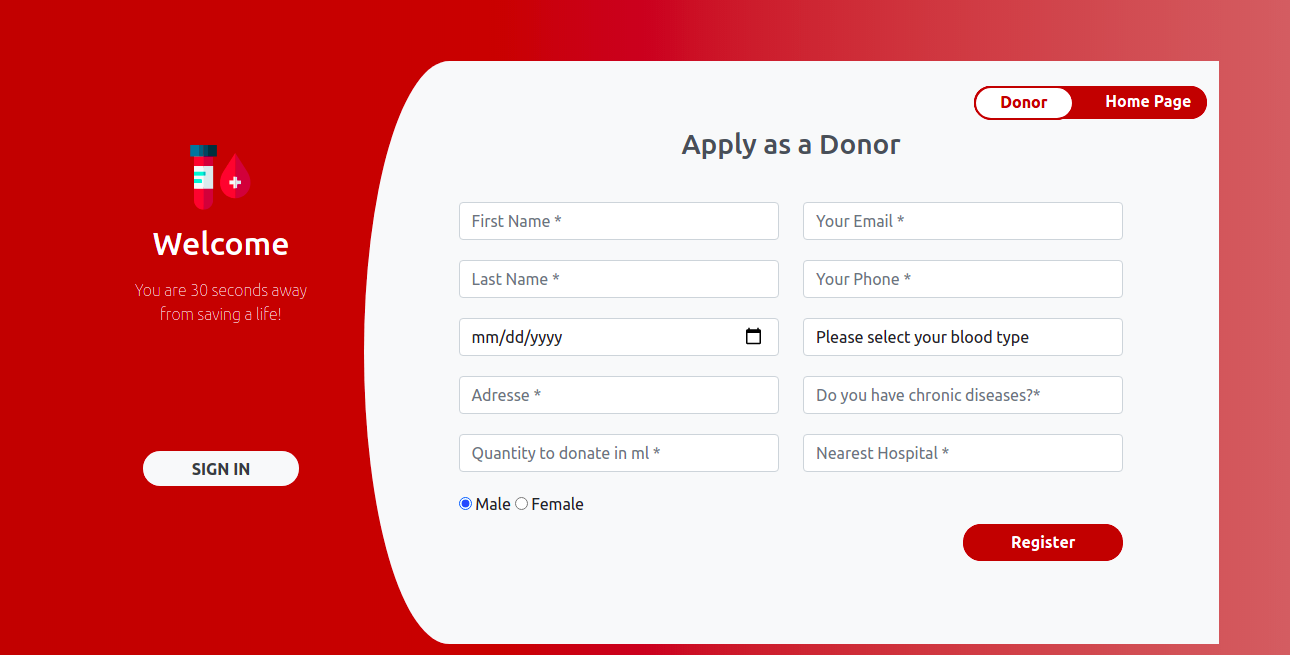 Donor
Home Page
Apply as a Donor
Welcome
You are 30 seconds away
from saving a life!
SIGN IN
First Name *
Your Email *
Last Name *
Your Phone *
mm/dd/yyyy
Please select your blood type
Adresse *
Do you have chronic diseases?*
Quantity to donate in ml *
Nearest Hospital *
Male Female
Register